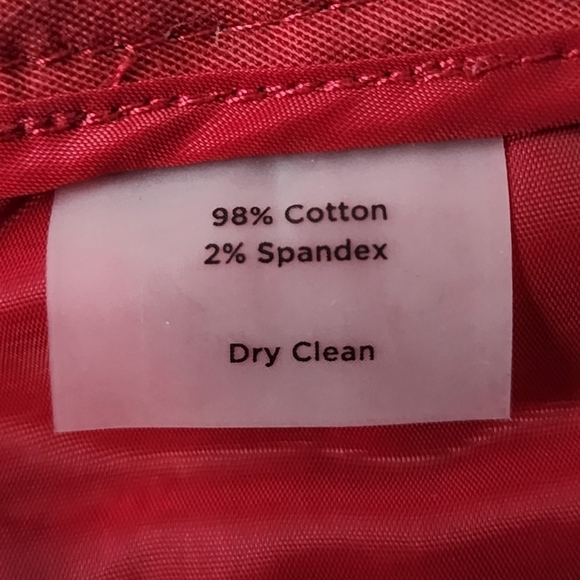 98% Cotton
2% Spandex
Dry Clean